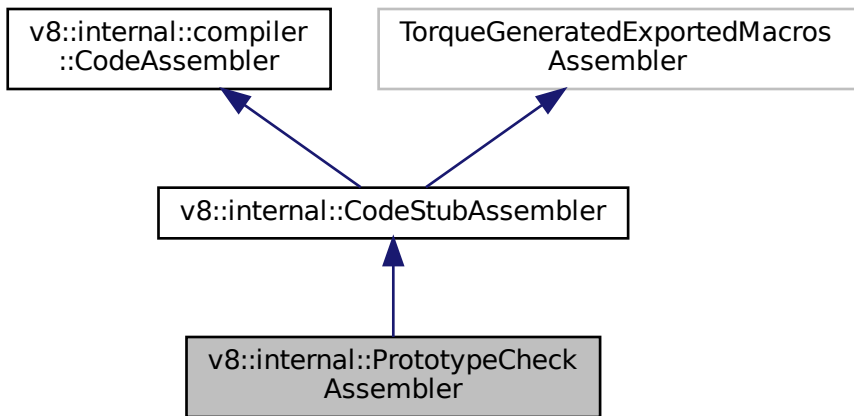 v8::internal::compiler
::CodeAssembler
TorqueGeneratedExportedMacros
Assembler
v8::internal::CodeStubAssembler
v8::internal::PrototypeCheck
Assembler